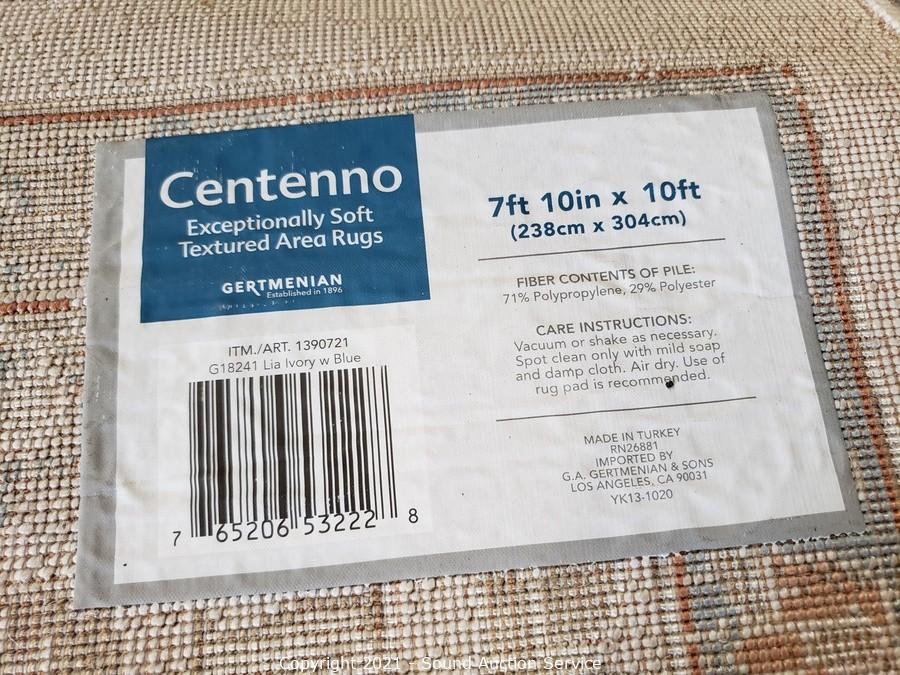 Centenno
Exceptionally Soft
Textured Area Rugs
GERTMENIAN
Established in 1896
ITM./ART. 1390721
G18241 Lia Ivory w Blue
7 65206 53222 8
7ft 10in x 10ft
(238cm x 304cm)
FIBER CONTENTS OF PILE:
71% Polypropylene, 29% Polyester
CARE INSTRUCTIONS:
Vacuum or shake as necessary.
Spot clean only with mild soap
and damp cloth. Air dry. Use of
rug pad is recommended.
MADE IN TURKEY
RN26881
IMPORTED BY
G.A. GERTMENIAN & SONS
LOS ANGELES, CA 90031
YK13-1020
Copyright 2021 - Sound Auction Service